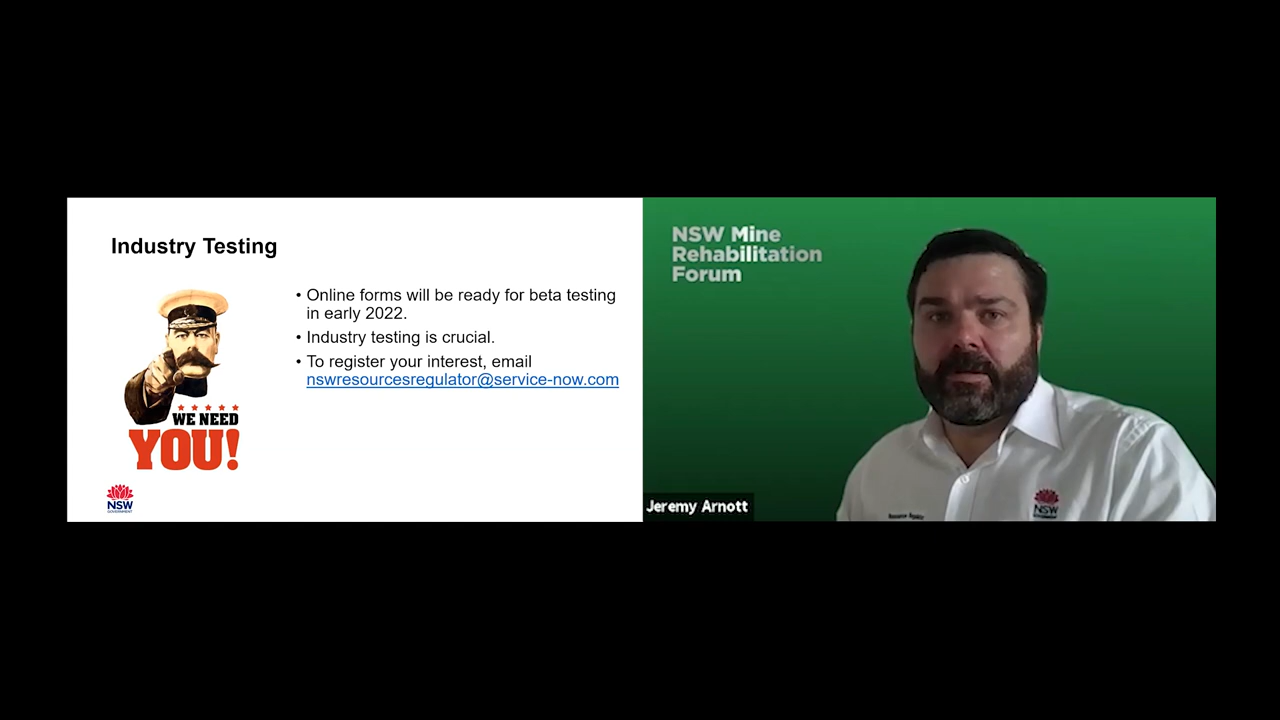 Industry Testing
• Online forms will be ready for beta testing
in early 2022.
• Industry testing is crucial.
• To register your interest, email
nswresourcesregulator@service-now.com
WE NEED
YOU!
NSW
GOVERNMENT
NSW Mine
Rehabilitation
Forum
Jeremy Arnott
NSW